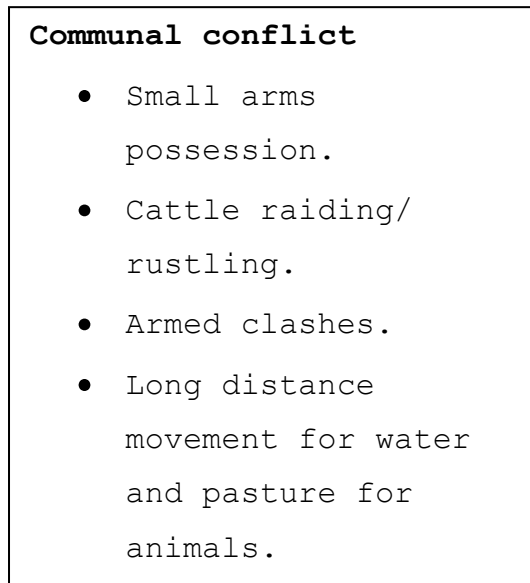 Communal conflict
• Small arms
possession.
• Cattle raiding/
rustling.
• Armed clashes.
• Long distance
movement for water
and pasture for
animals.